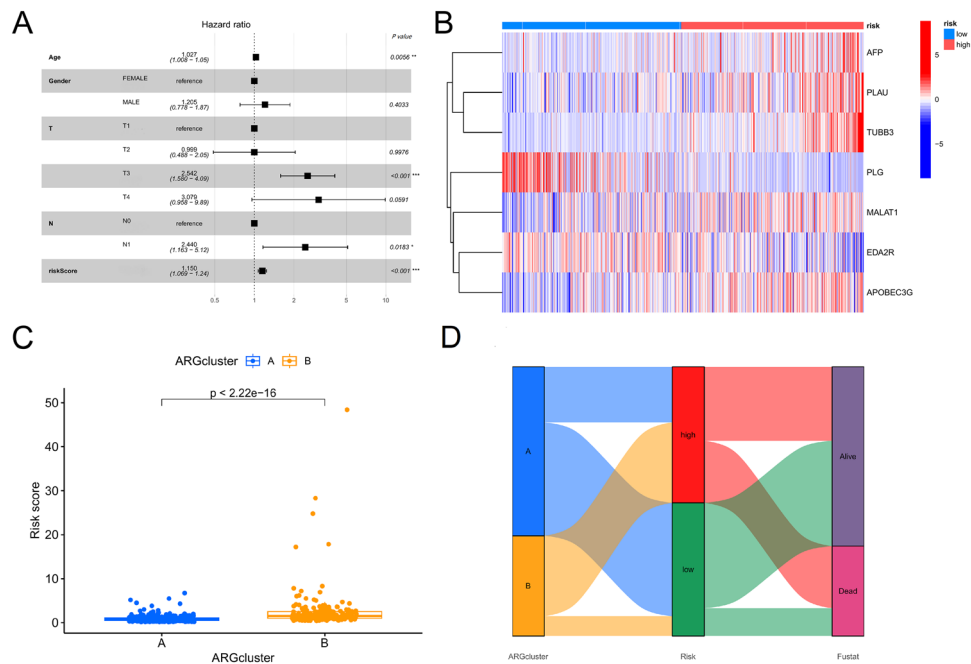 A
Hazard ratio
P value
Age
1.027
(1.008 − 1.05)
0.0056 **
Gender
FEMALE
reference
MALE
1.205
(0.778 − 1.87)
0.4033
T
T1
reference
T2
0.999
(0.488 − 2.05)
0.9976
T3
2.542
(1.580 − 4.09)
<0.001 ***
T4
3.079
(0.958 − 9.89)
0.0591
N
N0
reference
N1
2.440
(1.163 − 5.12)
0.0183 *
riskScore
1.150
(1.069 − 1.24)
<0.001 ***
0.5 1 2 5 10
B
risk
AFP
PLAU
TUBB3
PLG
MALAT1
EDA2R
APOBEC3G
risk
low
high
5
0
−5
C
ARGcluster A B
p < 2.22e−16
50
40
30
20
10
0
Risk score
A B
ARGcluster
D
A
B
high
low
Alive
Dead
ARGcluster Risk Fustat